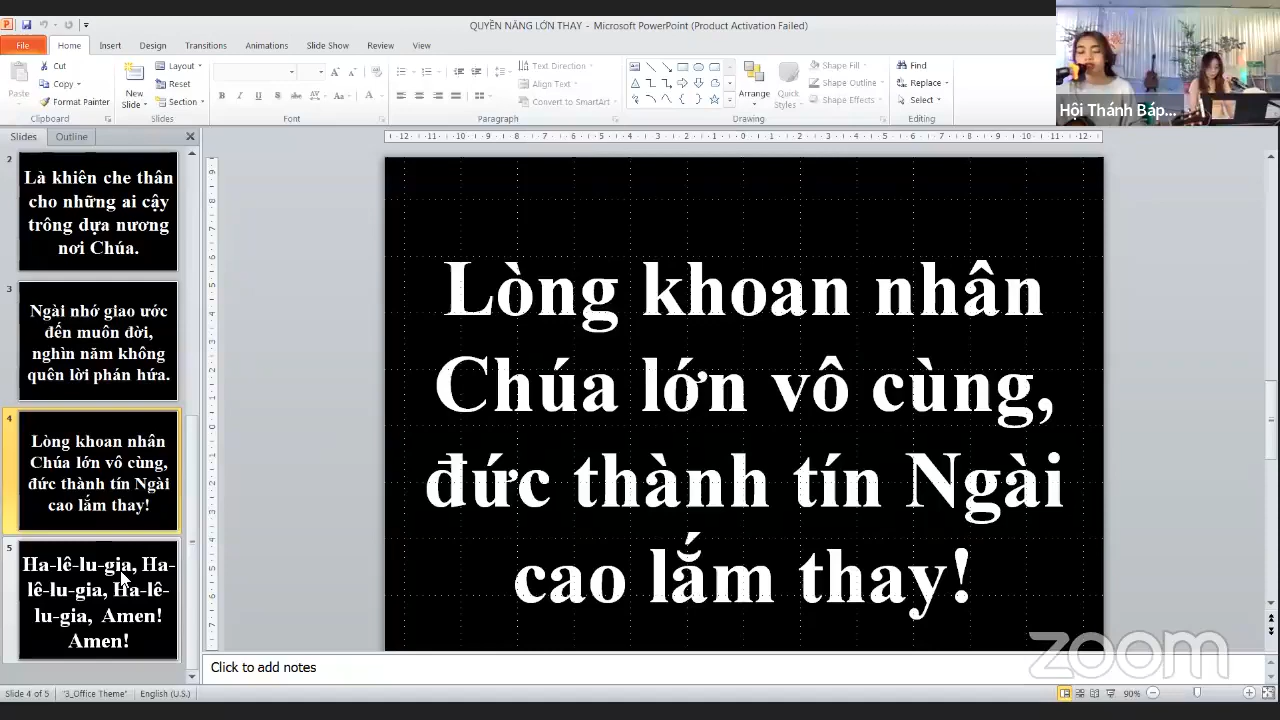 QUYỀN NĂNG LỚN THAY - Microsoft PowerPoint (Product Activation Failed)
File Home Insert Design Transitions Animations Slide Show Review View
Paste
Cut
Copy
Format Painter
Clipboard
New
Slide
Layout
Reset
Section
Slides
Font
Text Direction
Align Text
Convert to SmartArt
Paragraph
Arrange
Quick
Styles
Shape Fill
Shape Outline
Shape Effects
Drawing
Find
Replace
Select
Editing
Hội Thánh Báp...
Slides Outline
2
Là khiên che thân
cho những ai cậy
trông dựa nương
nơi Chúa.
3
Ngài nhớ giao ước
đến muôn đời,
nghìn năm không
quên lời phán hứa.
4
Lòng khoan nhân
Chúa lớn vô cùng,
đức thành tín Ngài
cao lắm thay!
5
Ha-lê-lu-gia, Ha-
lê-lu-gia, Ha-lê-
lu-gia, Amen!
Amen!
Lòng khoan nhân
Chúa lớn vô cùng,
đức thành tín Ngài
cao lắm thay!
zoom
Click to add notes
Slide 4 of 5 "3_Office Theme" English (U.S.) 90%